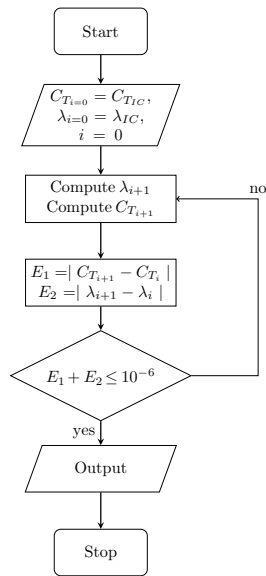 Start
C_{T_{i=0}} = C_{T_{IC}},
λ_{i=0} = λ_{IC},
i = 0
Compute λ_{i+1}
Compute C_{T_{i+1}}
no
E_1 = | C_{T_{i+1}} − C_{T_i} |
E_2 = | λ_{i+1} − λ_i |
E_1 + E_2 ≤ 10^{−6}
yes
Output
Stop